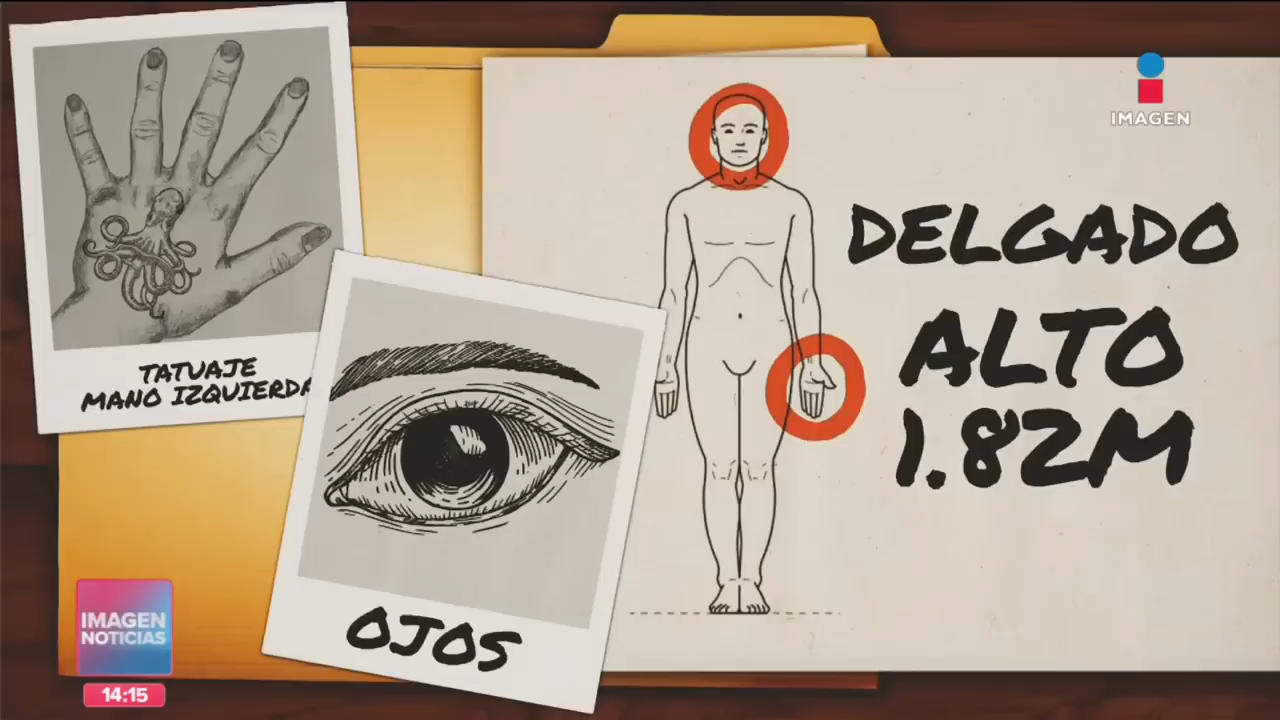 TATUAJE
MANO IZQUIERDA
OJOS
DELGADO
ALTO
1.82M
IMAGEN
IMAGEN
NOTICIAS
14:15